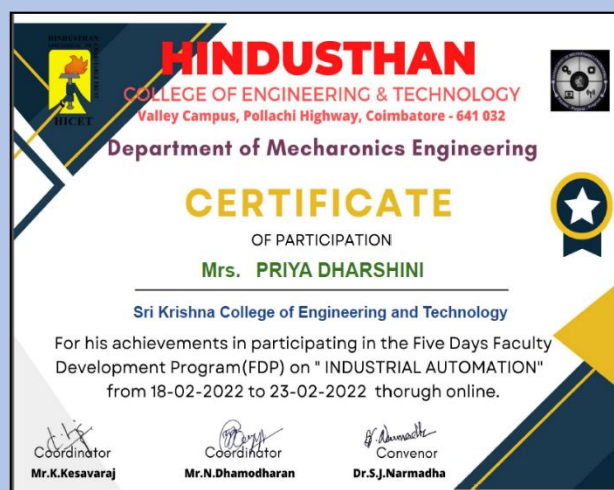 HINDUSTHAN
COLLEGE OF ENGINEERING & TECHNOLOGY
Valley Campus, Pollachi Highway, Coimbatore - 641 032
HICET
Department of Mecharonics Engineering
CERTIFICATE
OF PARTICIPATION
Mrs. PRIYA DHARSHINI
Sri Krishna College of Engineering and Technology
For his achievements in participating in the Five Days Faculty
Development Program(FDP) on " INDUSTRIAL AUTOMATION"
from 18-02-2022 to 23-02-2022 thorugh online.
Coordinator Coordinator Convenor
Mr.K.Kesavaraj Mr.N.Dhamodharan Dr.S.J.Narmadha